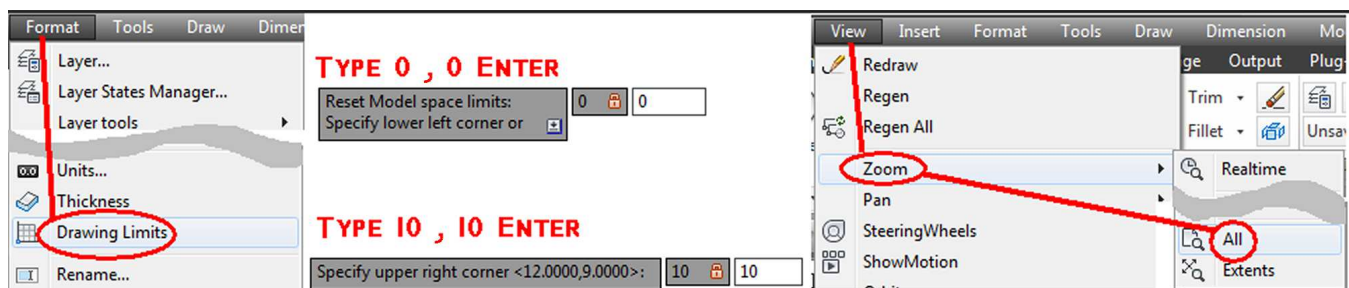 Format Tools Draw Dimen
Layer...
Layer States Manager...
Layer tools
Units...
Thickness
Drawing Limits
Rename...
TYPE 0 , 0 ENTER
Reset Model space limits:
Specify lower left corner or
0 0
TYPE 10 , 10 ENTER
Specify upper right corner <12.0000,9.0000>: 10 10
View Insert Format Tools Draw Dimension Mo
Redraw
Regen
Regen All
Zoom
Pan
SteeringWheels
ShowMotion
ge Output Plug-
Trim
Fillet Unsa
Realtime
All
Extents